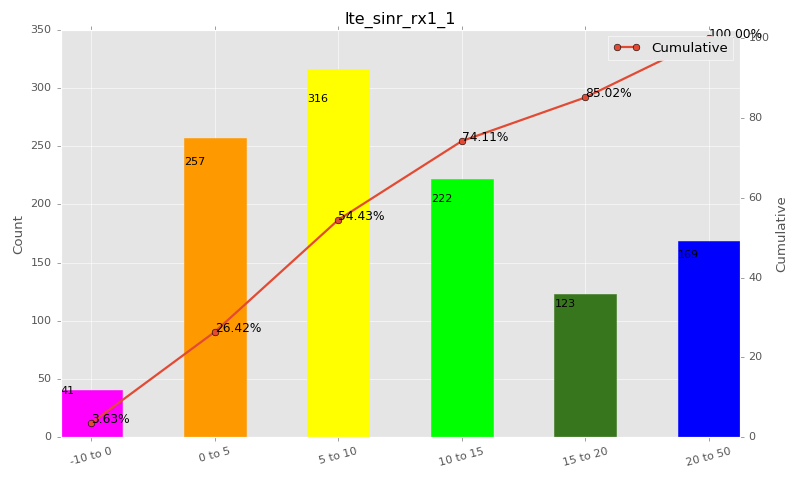 lte_sinr_rx1_1
350
300
250
200
150
100
50
0
Count
100
80
60
40
20
0
Cumulative
Cumulative
41
257
316
222
123
169
3.63%
26.42%
54.43%
74.11%
85.02%
100.00%
-10 to 0
0 to 5
5 to 10
10 to 15
15 to 20
20 to 50